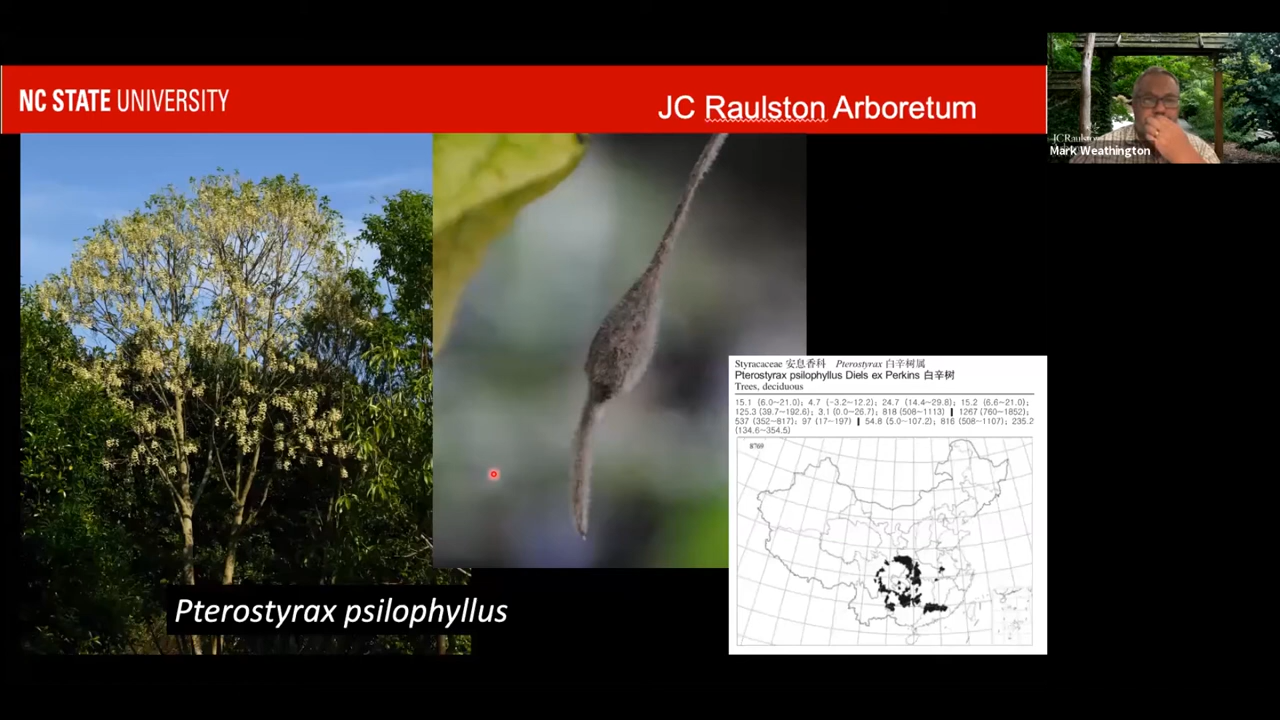 NC STATE UNIVERSITY
JC Raulston Arboretum
JCRaulston
Mark Weathington
Styracaceae 安息香科 Pterostyrax 白辛树属
Pterostyrax psilophyllus Diels ex Perkins 白辛树
Trees, deciduous
15.1 (6.0~21.0); 4.7 (−3.2~12.2); 24.7 (14.4~29.8); 15.2 (6.6~21.0);
125.3 (39.7~192.6); 3.1 (0.0~26.7); 818 (508~1113) ▌ 1267 (760~1852);
537 (352~817); 97 (17~197) ▌ 54.8 (5.0~107.2); 816 (508~1107); 235.2
(134.6~354.5)
8769
Pterostyrax psilophyllus